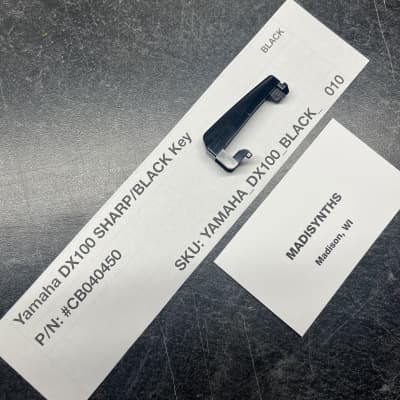 BLACK
Yamaha DX100 SHARP/BLACK Key
P/N: #CB040450
SKU: YAMAHA_DX100_BLACK_ 010
MADISYNTHS
Madison, WI